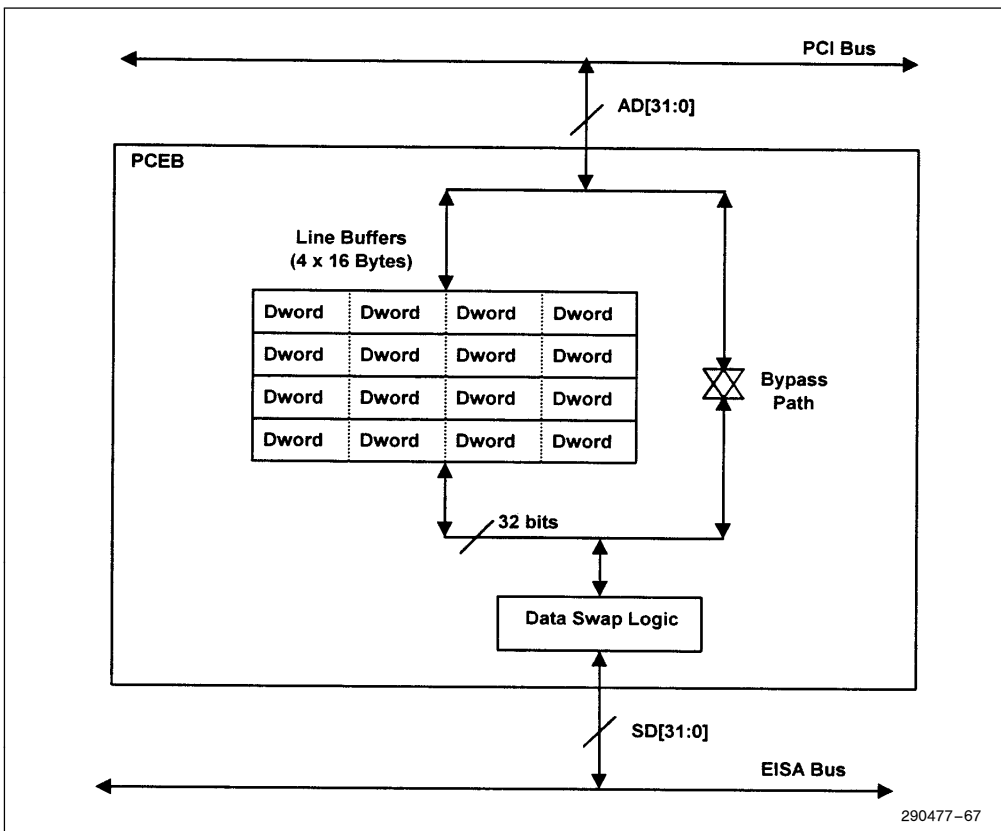 PCI Bus
AD[31:0]
PCEB
Line Buffers
(4 x 16 Bytes)
Dword Dword Dword Dword
Dword Dword Dword Dword
Dword Dword Dword Dword
Dword Dword Dword Dword
Bypass
Path
32 bits
Data Swap Logic
SD[31:0]
EISA Bus
290477–67